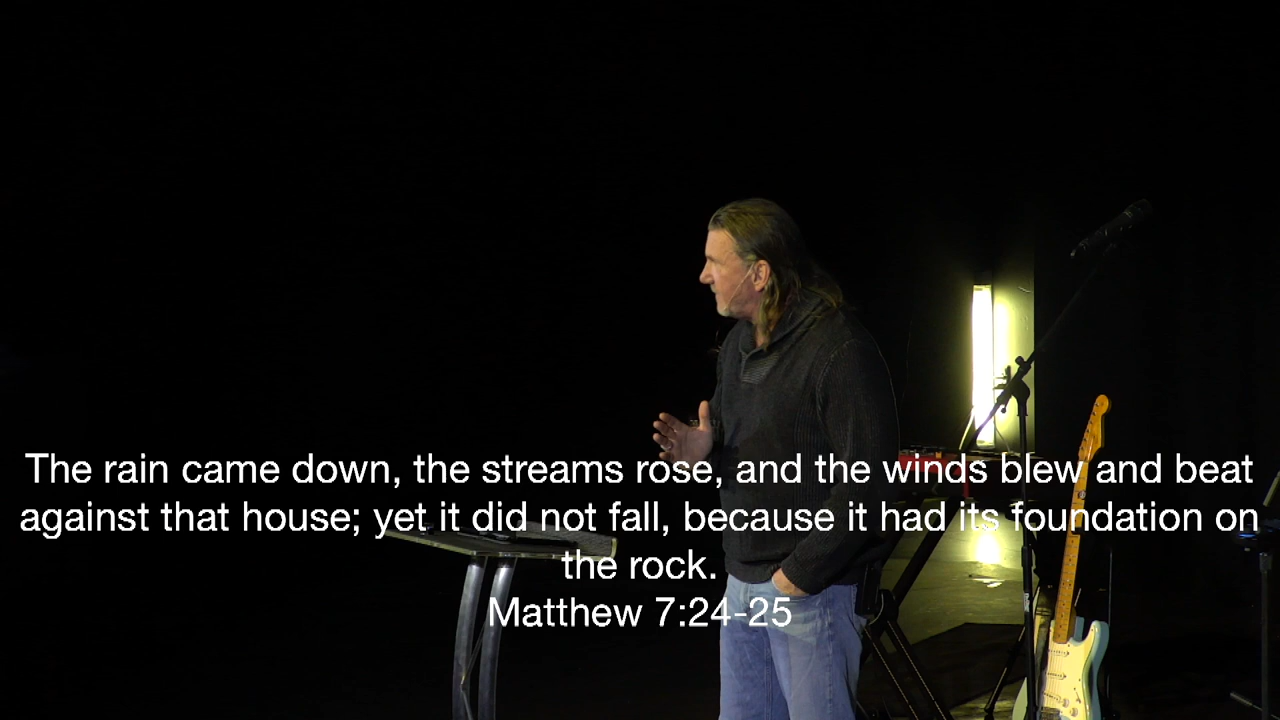 The rain came down, the streams rose, and the winds blew and beat
against that house; yet it did not fall, because it had its foundation on
the rock.
Matthew 7:24-25